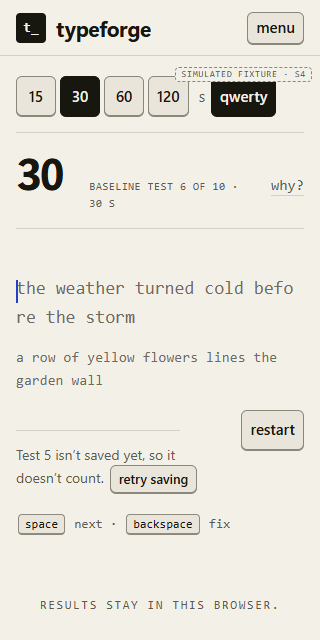 t_ typeforge menu
SIMULATED FIXTURE · S4
15 30 60 120 s qwerty
30 BASELINE TEST 6 OF 10 · why?
30 S
the weather turned cold befo
re the storm
a row of yellow flowers lines the
garden wall
restart
Test 5 isn’t saved yet, so it
doesn’t count. retry saving
space next · backspace fix
RESULTS STAY IN THIS BROWSER.